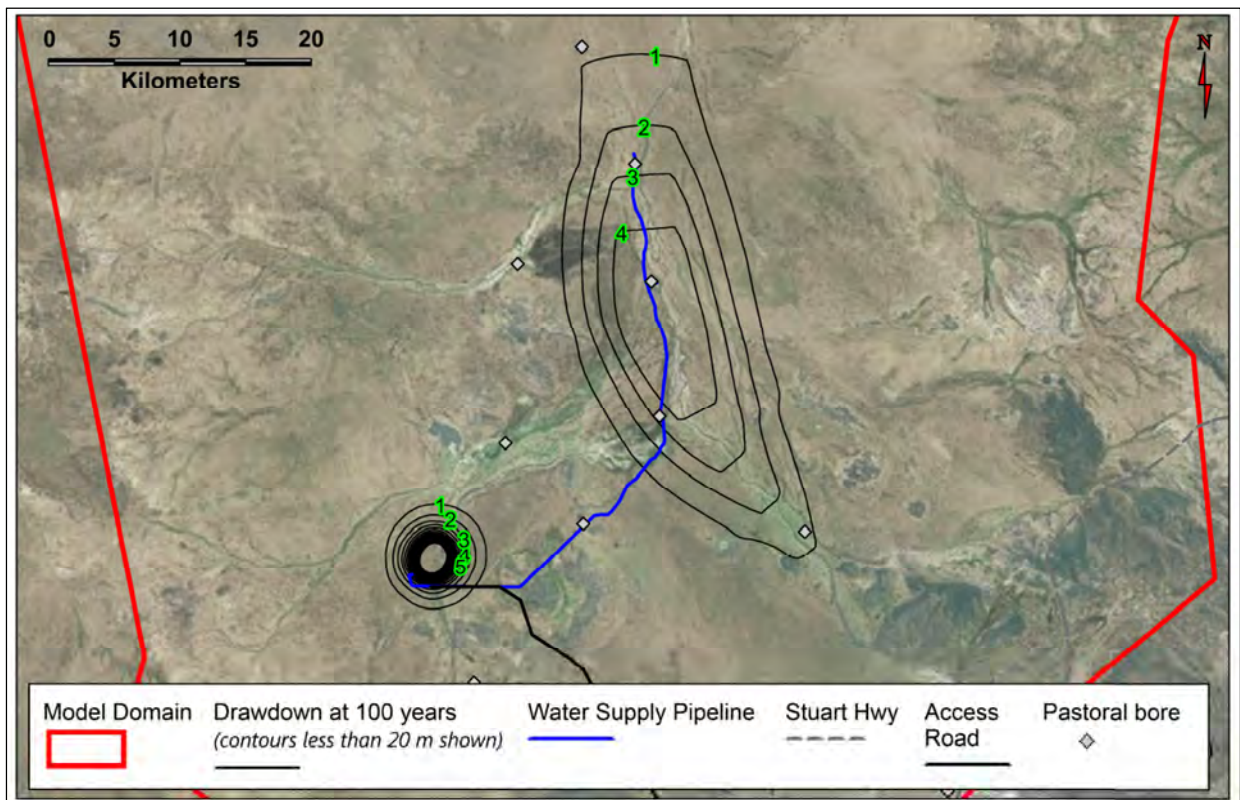 0 5 10 15 20
Kilometers
N
1
2
3
4
1
2
3
4
5
Model Domain
Drawdown at 100 years
(contours less than 20 m shown)
Water Supply Pipeline
Stuart Hwy
Access
Road
Pastoral bore